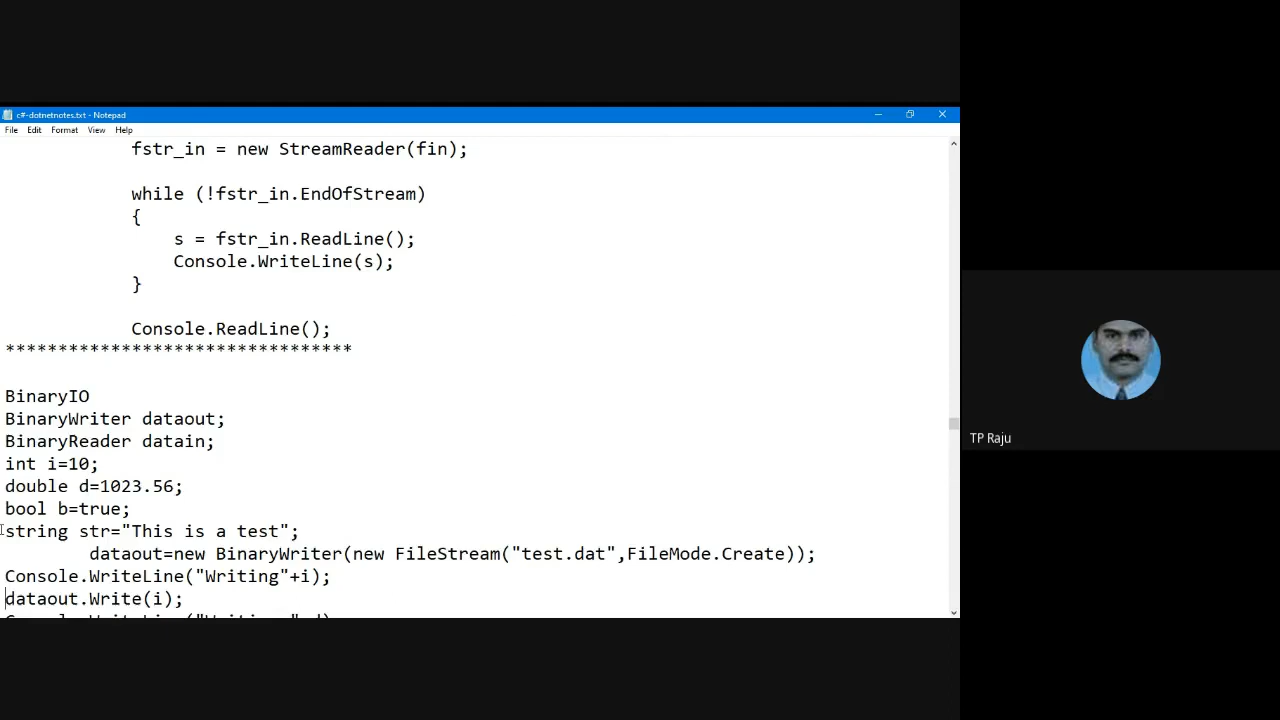 c#-dotnetnotes.txt - Notepad
File Edit Format View Help
fstr_in = new StreamReader(fin);
while (!fstr_in.EndOfStream)
{
s = fstr_in.ReadLine();
Console.WriteLine(s);
}
Console.ReadLine();
*********************************
BinaryIO
BinaryWriter dataout;
BinaryReader datain;
int i=10;
double d=1023.56;
bool b=true;
string str="This is a test";
dataout=new BinaryWriter(new FileStream("test.dat",FileMode.Create));
Console.WriteLine("Writing"+i);
dataout.Write(i);
TP Raju